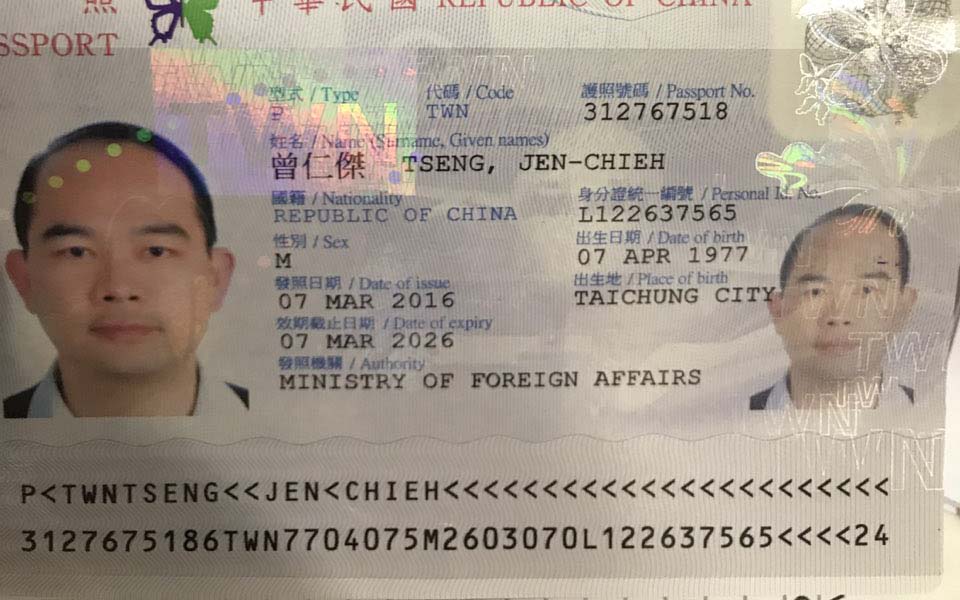 照 中華民國 REPUBLIC OF CHINA
SSPORT
型式 / Type 代碼 / Code 護照號碼 / Passport No.
P TWN 312767518
姓名 / Name (Surname, Given names)
曾仁傑 TSENG, JEN-CHIEH
國籍 / Nationality 身分證統一編號 / Personal Id. No.
REPUBLIC OF CHINA L122637565
性別 / Sex 出生日期 / Date of birth
M 07 APR 1977
發照日期 / Date of issue 出生地 / Place of birth
07 MAR 2016 TAICHUNG CITY
效期截止日期 / Date of expiry
07 MAR 2026
發照機關 / Authority
MINISTRY OF FOREIGN AFFAIRS
TWN
TWN
TWN
P<TWNTSENG<<JEN<CHIEH<<<<<<<<<<<<<<<<<<<<<<<
3127675186TWN7704075M2603070L122637565<<<<24